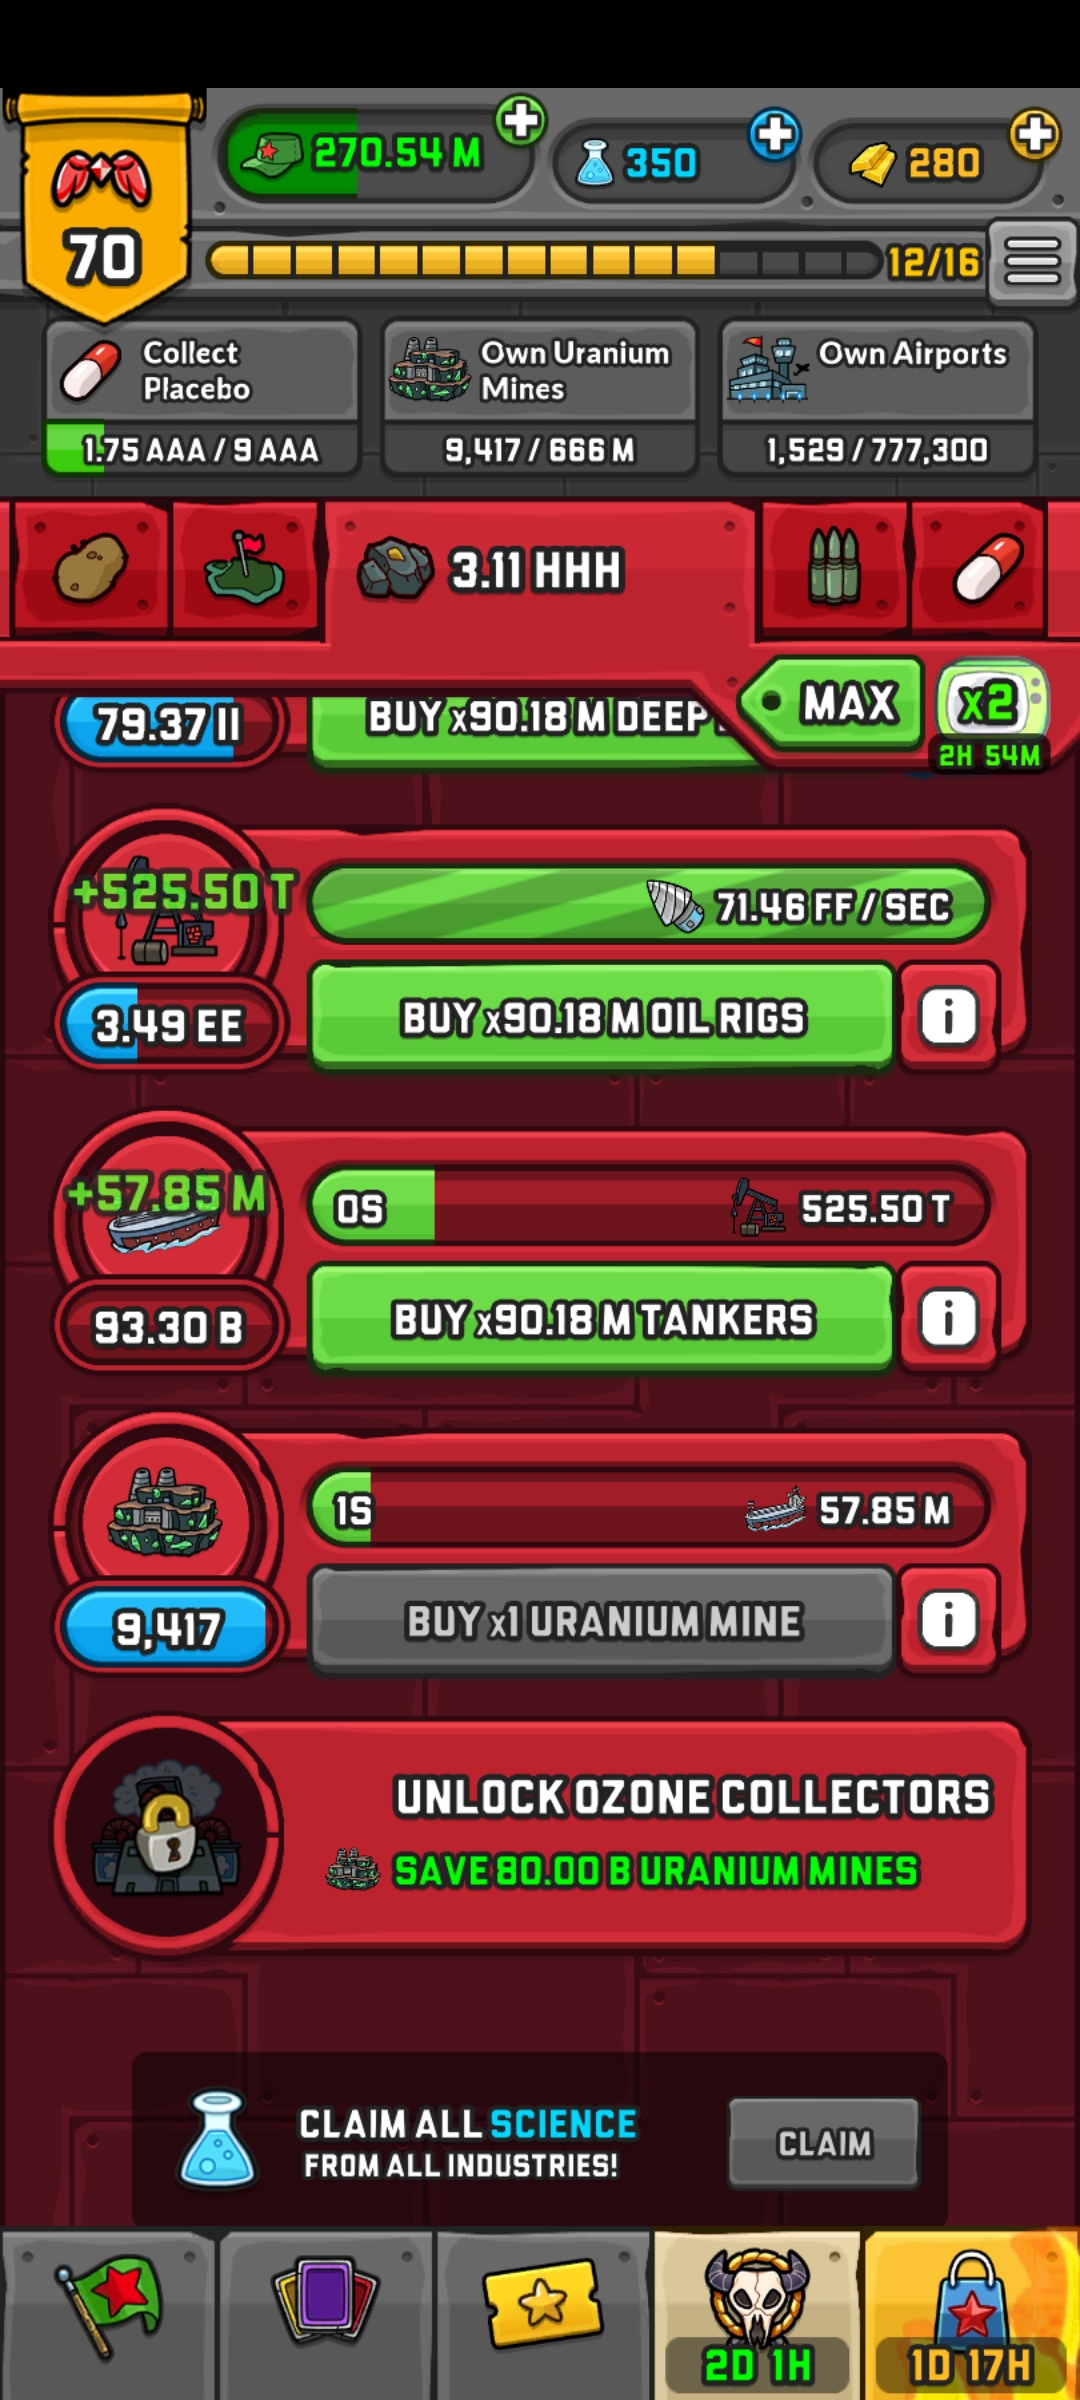 270.54 M
350
280
70
12/16
Collect
Placebo
Own Uranium
Mines
Own Airports
1.75 AAA / 9 AAA
9,417 / 666 M
1,529 / 777,300
3.11 HHH
MAX
x2
2H 54M
79.37 II
BUY x90.18 M DEEP
+525.50 T
71.46 FF / SEC
3.49 EE
BUY x90.18 M OIL RIGS
i
+57.85 M
0S
525.50 T
93.30 B
BUY x90.18 M TANKERS
i
1S
57.85 M
9,417
BUY x1 URANIUM MINE
i
UNLOCK OZONE COLLECTORS
SAVE 80.00 B URANIUM MINES
CLAIM ALL SCIENCE
FROM ALL INDUSTRIES!
CLAIM
2D 1H
1D 17H